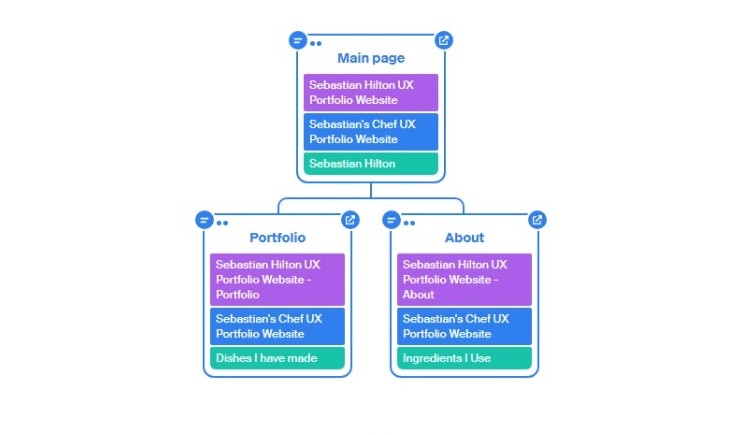 Main page
Sebastian Hilton UX
Portfolio Website
Sebastian's Chef UX
Portfolio Website
Sebastian Hilton
Portfolio
Sebastian Hilton UX
Portfolio Website -
Portfolio
Sebastian's Chef UX
Portfolio Website
Dishes I have made
About
Sebastian Hilton UX
Portfolio Website -
About
Sebastian's Chef UX
Portfolio Website
Ingredients I Use